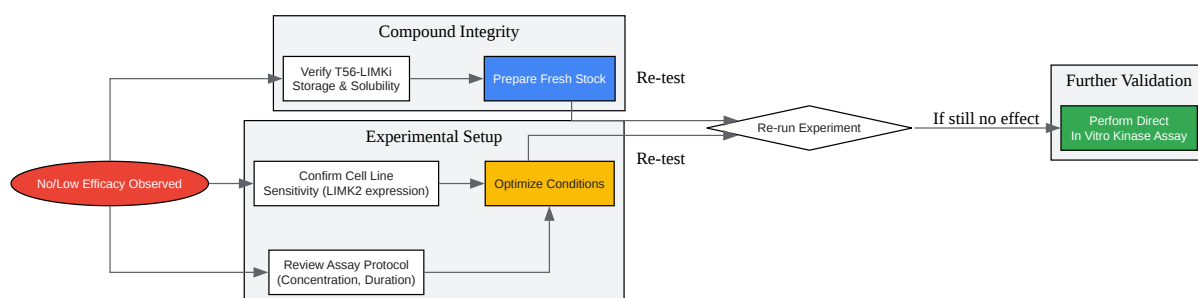 Compound Integrity
Verify T56-LIMKi
Storage & Solubility
Prepare Fresh Stock
Re-test
Experimental Setup
No/Low Efficacy Observed
Confirm Cell Line
Sensitivity (LIMK2 expression)
Optimize Conditions
Re-test
Review Assay Protocol
(Concentration, Duration)
Re-run Experiment
If still no effect
Further Validation
Perform Direct
In Vitro Kinase Assay